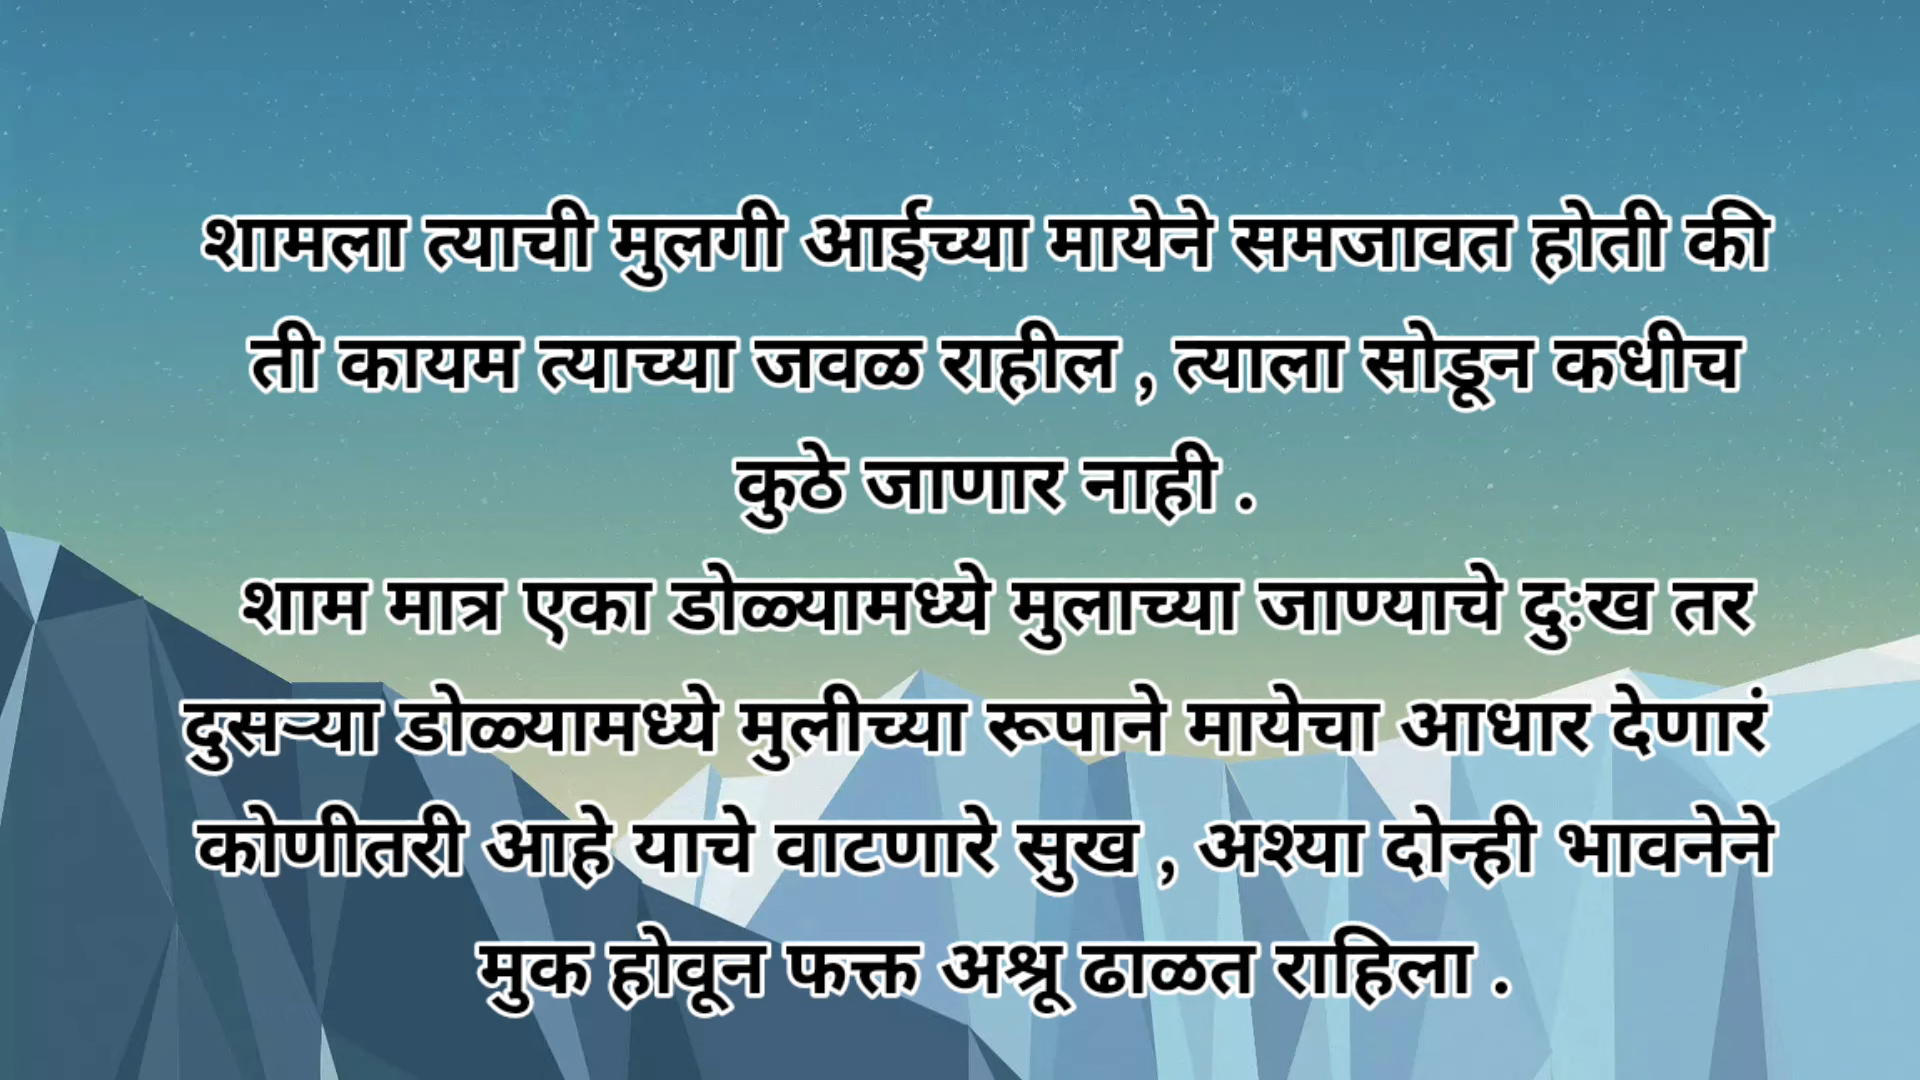 शामला त्याची मुलगी आईच्या मायेने समजावत होती की
ती कायम त्याच्या जवळ राहील , त्याला सोडून कधीच
कुठे जाणार नाही .
शाम मात्र एका डोळ्यामध्ये मुलाच्या जाण्याचे दुःख तर
दुसऱ्या डोळ्यामध्ये मुलीच्या रूपाने मायेचा आधार देणारं
कोणीतरी आहे याचे वाटणारे सुख , अश्या दोन्ही भावनेने
मुक होवून फक्त अश्रू ढाळत राहिला .